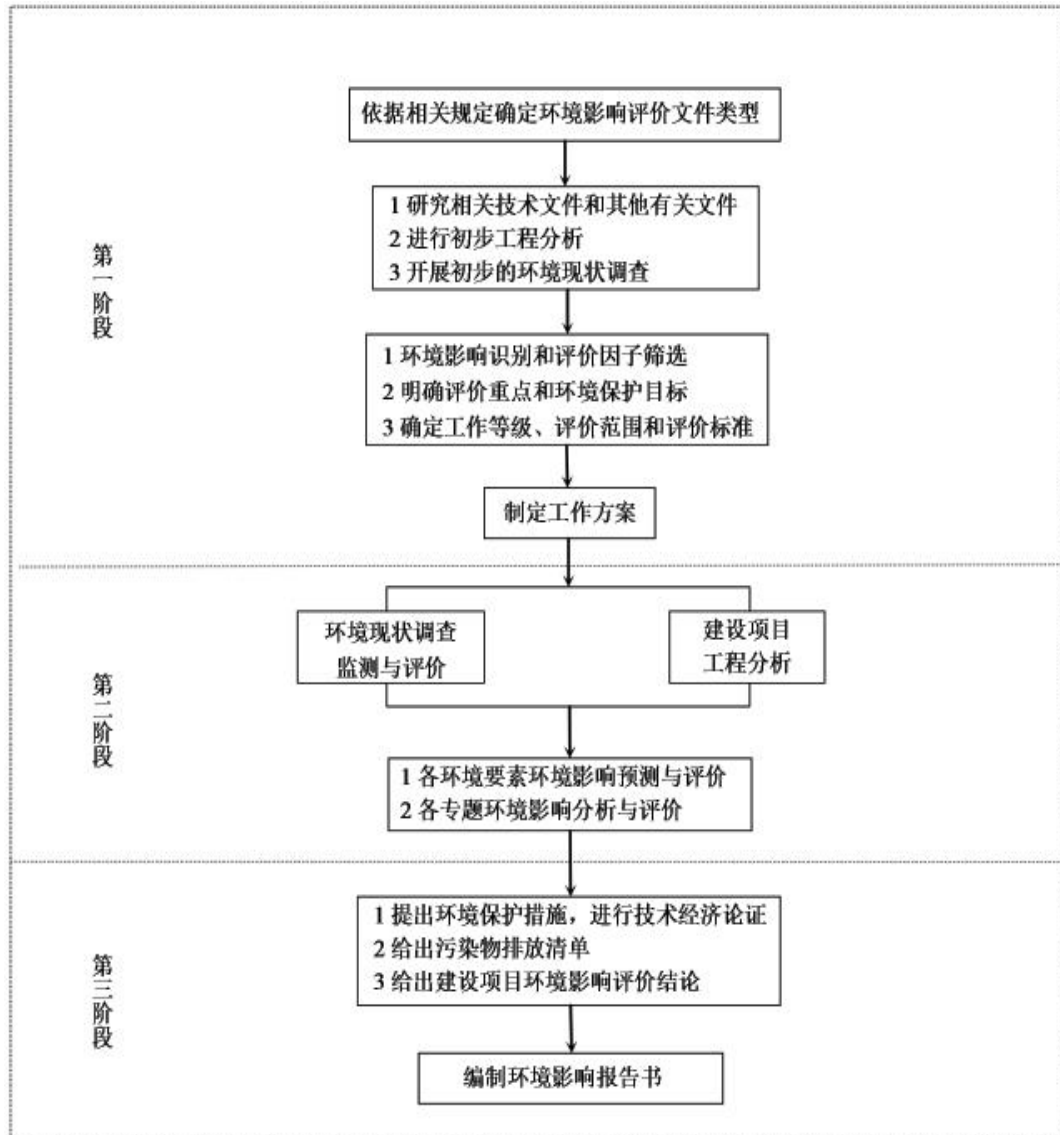 依据相关规定确定环境影响评价文件类型
1 研究相关技术文件和其他有关文件
2 进行初步工程分析
3 开展初步的环境现状调查
第一阶段
1 环境影响识别和评价因子筛选
2 明确评价重点和环境保护目标
3 确定工作等级、评价范围和评价标准
制定工作方案
环境现状调查
监测与评价
建设项目
工程分析
第二阶段
1 各环境要素环境影响预测与评价
2 各专题环境影响分析与评价
1 提出环境保护措施，进行技术经济论证
2 给出污染物排放清单
3 给出建设项目环境影响评价结论
第三阶段
编制环境影响报告书